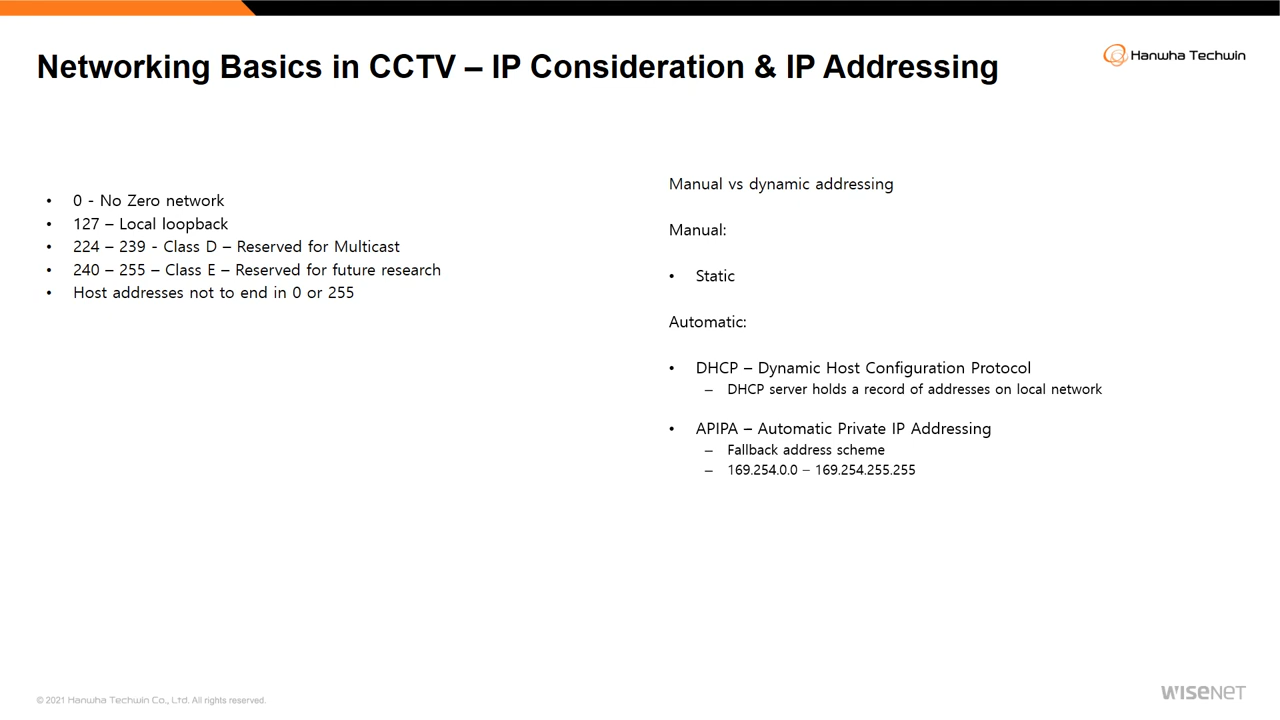 Networking Basics in CCTV – IP Consideration & IP Addressing
Hanwha Techwin
• 0 - No Zero network
• 127 – Local loopback
• 224 – 239 - Class D – Reserved for Multicast
• 240 – 255 – Class E – Reserved for future research
• Host addresses not to end in 0 or 255
Manual vs dynamic addressing
Manual:
• Static
Automatic:
• DHCP – Dynamic Host Configuration Protocol
– DHCP server holds a record of addresses on local network
• APIPA – Automatic Private IP Addressing
– Fallback address scheme
– 169.254.0.0 – 169.254.255.255
© 2021 Hanwha Techwin Co., Ltd. All rights reserved.
WISENET